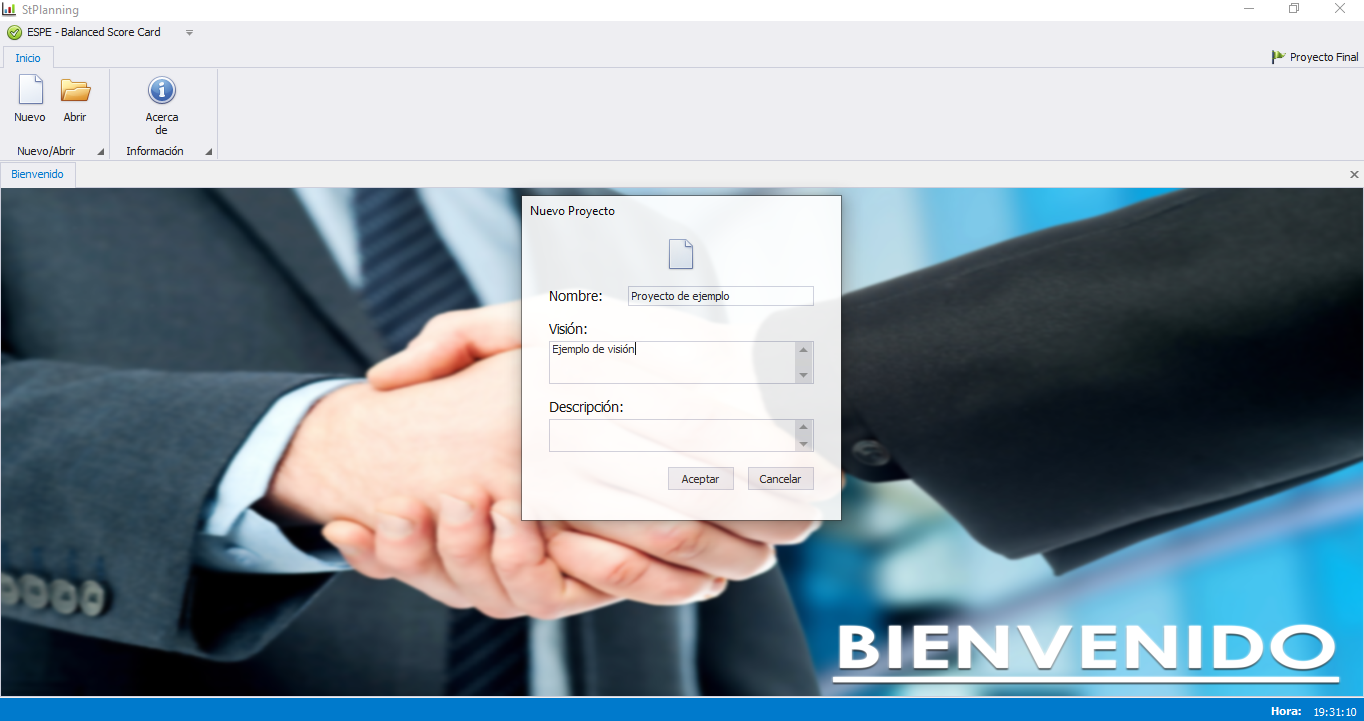 StPlanning
ESPE - Balanced Score Card
Inicio
Proyecto Final
Nuevo
Abrir
Acerca
de
Nuevo/Abrir
Información
Bienvenido
Nuevo Proyecto
Nombre:
Proyecto de ejemplo
Visión:
Ejemplo de visión
Descripción:
Aceptar
Cancelar
BIENVENIDO
Hora: 19:31:10